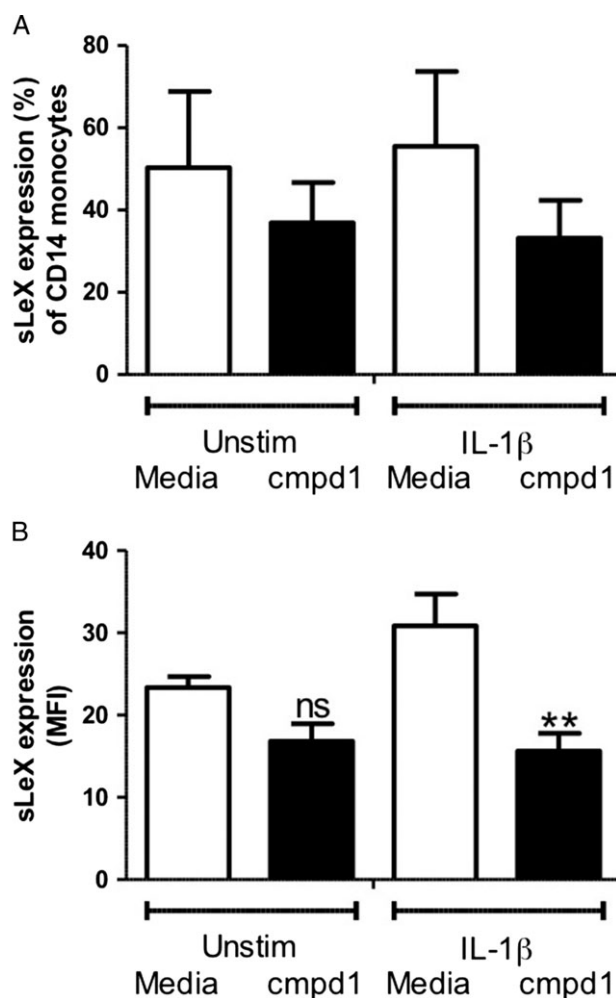 A
sLeX expression (%)
of CD14 monocytes
80
60
40
20
0
Unstim IL-1β
Media cmpd1 Media cmpd1
B
sLeX expression
(MFI)
40
30
20
10
0
ns
**
Unstim IL-1β
Media cmpd1 Media cmpd1